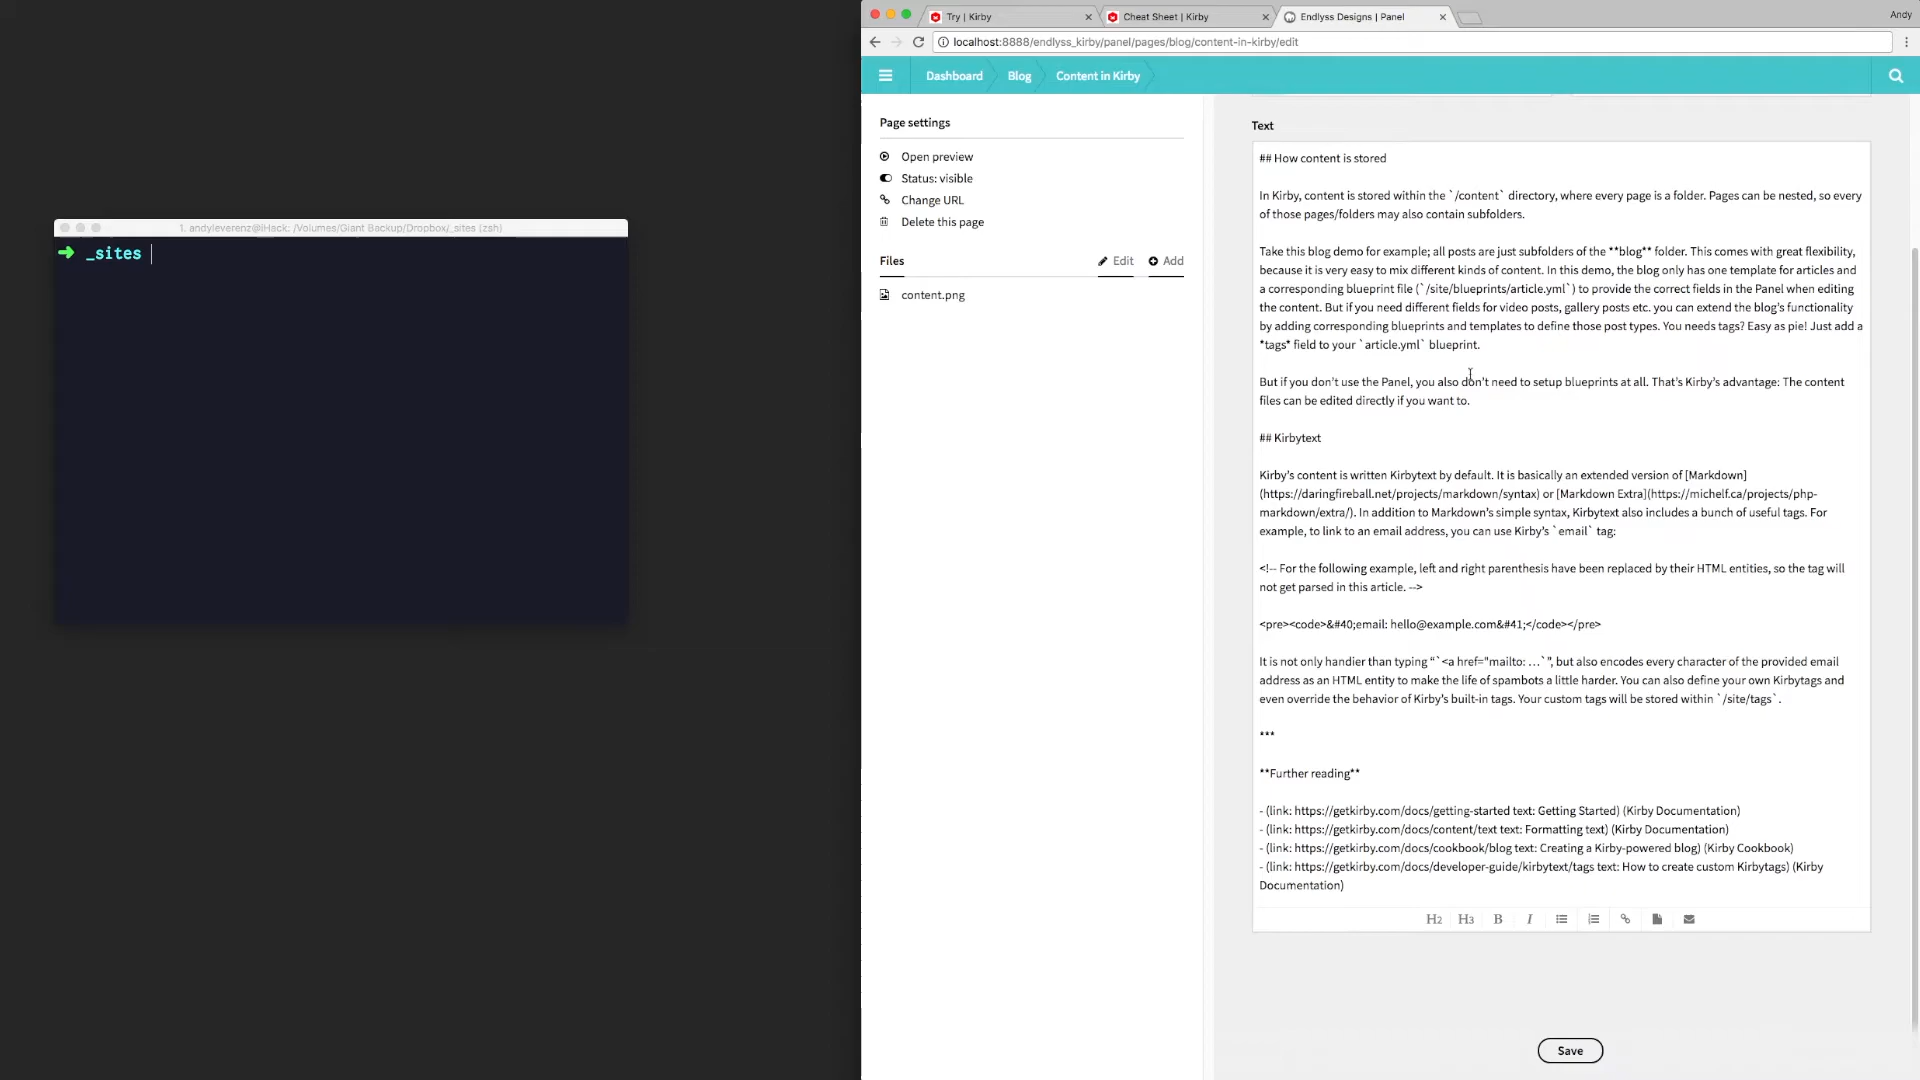 Try | Kirby
Cheat Sheet | Kirby
Endlyss Designs | Panel
Andy
localhost:8888/endlyss_kirby/panel/pages/blog/content-in-kirby/edit
Dashboard
Blog
Content in Kirby
Page settings
Open preview
Status: visible
Change URL
Delete this page
Files
Edit
Add
content.png
1. andyleverenz@iHack: /Volumes/Giant Backup/Dropbox/_sites (zsh)
→ _sites
Text
## How content is stored
In Kirby, content is stored within the `/content` directory, where every page is a folder. Pages can be nested, so every
of those pages/folders may also contain subfolders.
Take this blog demo for example; all posts are just subfolders of the **blog** folder. This comes with great flexibility,
because it is very easy to mix different kinds of content. In this demo, the blog only has one template for articles and
a corresponding blueprint file (`/site/blueprints/article.yml`) to provide the correct fields in the Panel when editing
the content. But if you need different fields for video posts, gallery posts etc. you can extend the blog’s functionality
by adding corresponding blueprints and templates to define those post types. You needs tags? Easy as pie! Just add a
*tags* field to your `article.yml` blueprint.
But if you don’t use the Panel, you also don’t need to setup blueprints at all. That’s Kirby’s advantage: The content
files can be edited directly if you want to.
## Kirbytext
Kirby’s content is written Kirbytext by default. It is basically an extended version of [Markdown]
(https://daringfireball.net/projects/markdown/syntax) or [Markdown Extra](https://michelf.ca/projects/php-
markdown/extra/). In addition to Markdown’s simple syntax, Kirbytext also includes a bunch of useful tags. For
example, to link to an email address, you can use Kirby’s `email` tag:
<!-- For the following example, left and right parenthesis have been replaced by their HTML entities, so the tag will
not get parsed in this article. -->
<pre><code>&#40;email: hello@example.com&#41;</code></pre>
It is not only handier than typing “`<a href="mailto: …`”, but also encodes every character of the provided email
address as an HTML entity to make the life of spambots a little harder. You can also define your own Kirbytags and
even override the behavior of Kirby’s built-in tags. Your custom tags will be stored within `/site/tags`.
***
**Further reading**
- (link: https://getkirby.com/docs/getting-started text: Getting Started) (Kirby Documentation)
- (link: https://getkirby.com/docs/content/text text: Formatting text) (Kirby Documentation)
- (link: https://getkirby.com/docs/cookbook/blog text: Creating a Kirby-powered blog) (Kirby Cookbook)
- (link: https://getkirby.com/docs/developer-guide/kirbytext/tags text: How to create custom Kirbytags) (Kirby
Documentation)
H2 H3 B I
Save